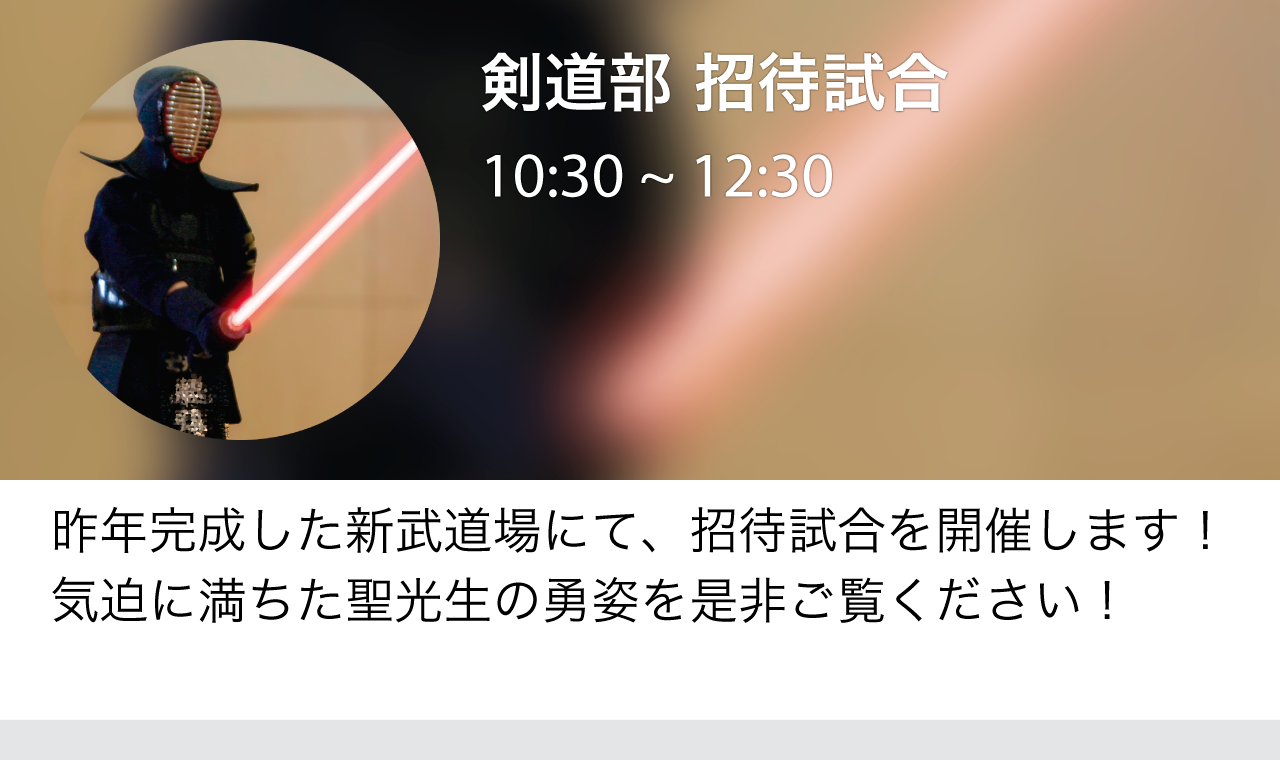 剣道部 招待試合
10:30 ~ 12:30
昨年完成した新武道場にて、招待試合を開催します！
気迫に満ちた聖光生の勇姿を是非ご覧ください！